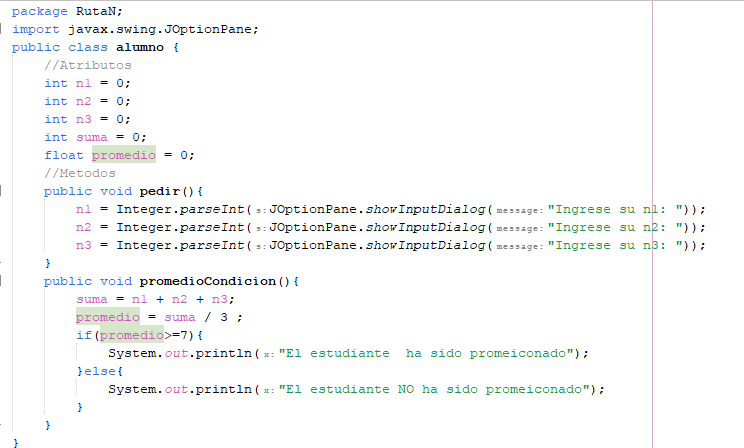 package RutaN;
import javax.swing.JOptionPane;
public class alumno {
//Atributos
int n1 = 0;
int n2 = 0;
int n3 = 0;
int suma = 0;
float promedio = 0;
//Metodos
public void pedir(){
n1 = Integer.parseInt(s:JOptionPane.showInputDialog(message:"Ingrese su n1: "));
n2 = Integer.parseInt(s:JOptionPane.showInputDialog(message:"Ingrese su n2: "));
n3 = Integer.parseInt(s:JOptionPane.showInputDialog(message:"Ingrese su n3: "));
}
public void promedioCondicion(){
suma = n1 + n2 + n3;
promedio = suma / 3 ;
if(promedio>=7){
System.out.println(x:"El estudiante  ha sido promeiconado");
}else{
System.out.println(x:"El estudiante NO ha sido promeiconado");
}
}
}